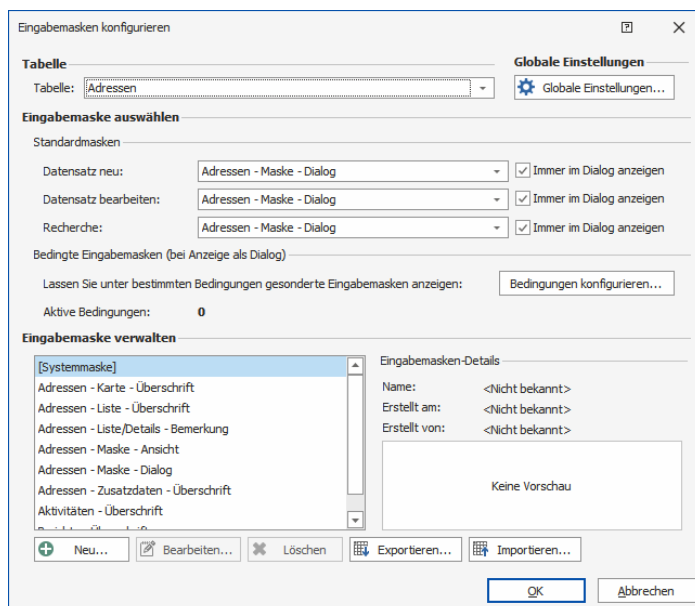 Eingabemasken konfigurieren
Tabelle
Globale Einstellungen
Tabelle: Adressen
Globale Einstellungen...
Eingabemaske auswählen
Standardmasken
Datensatz neu: Adressen - Maske - Dialog Immer im Dialog anzeigen
Datensatz bearbeiten: Adressen - Maske - Dialog Immer im Dialog anzeigen
Recherche: Adressen - Maske - Dialog Immer im Dialog anzeigen
Bedingte Eingabemasken (bei Anzeige als Dialog)
Lassen Sie unter bestimmten Bedingungen gesonderte Eingabemasken anzeigen: Bedingungen konfigurieren...
Aktive Bedingungen: 0
Eingabemaske verwalten
[Systemmaske]
Adressen - Karte - Überschrift
Adressen - Liste - Überschrift
Adressen - Liste/Details - Bemerkung
Adressen - Maske - Ansicht
Adressen - Maske - Dialog
Adressen - Zusatzdaten - Überschrift
Aktivitäten - Überschrift
Eingabemasken-Details
Name: <Nicht bekannt>
Erstellt am: <Nicht bekannt>
Erstellt von: <Nicht bekannt>
Keine Vorschau
Neu... Bearbeiten... Löschen Exportieren... Importieren...
OK Abbrechen